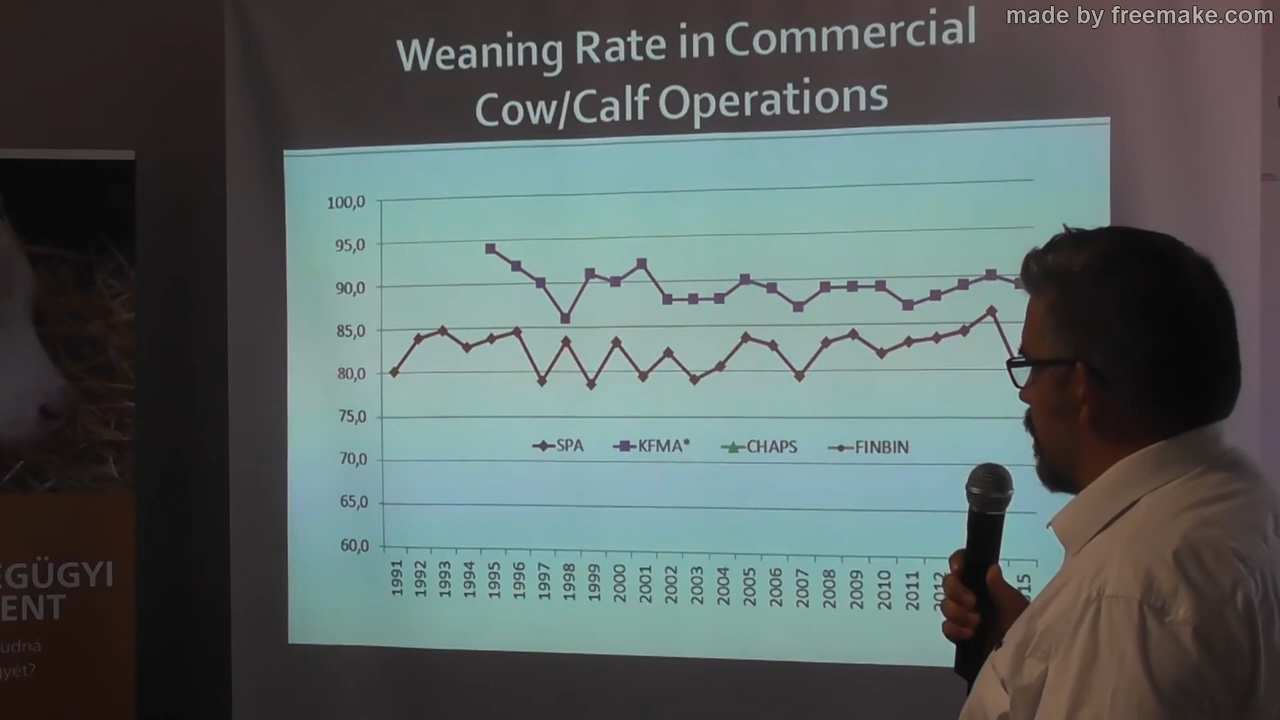 made by freemake.com
Weaning Rate in Commercial
Cow/Calf Operations
100,0
95,0
90,0
85,0
80,0
75,0
70,0
65,0
60,0
SPA KFMA* CHAPS FINBIN
1991 1992 1993 1994 1995 1996 1997 1998 1999 2000 2001 2002 2003 2004 2005 2006 2007 2008 2009 2010 2011 2012 15
EGÜGYI
ENT
udna
gyét?